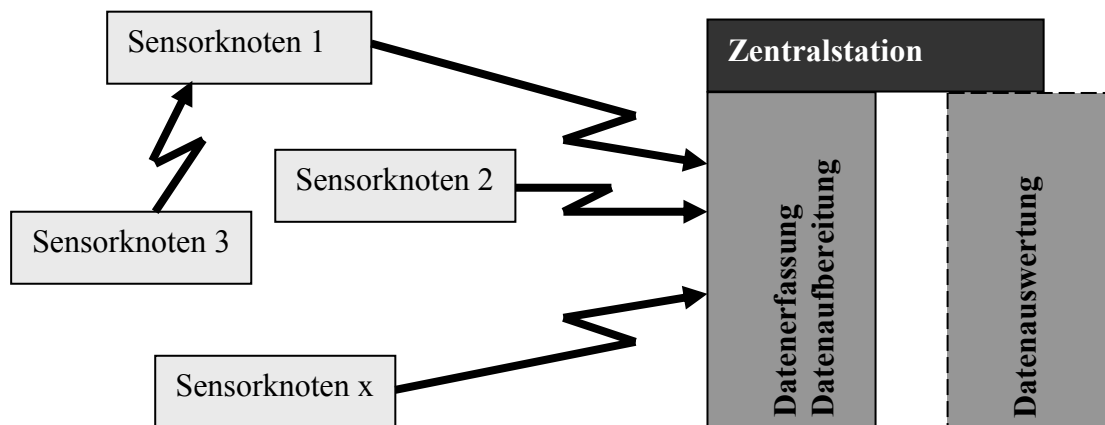 Sensorknoten 1
Zentralstation
Sensorknoten 2
Sensorknoten 3
Sensorknoten x
Datenerfassung
Datenaufbereitung
Datenauswertung